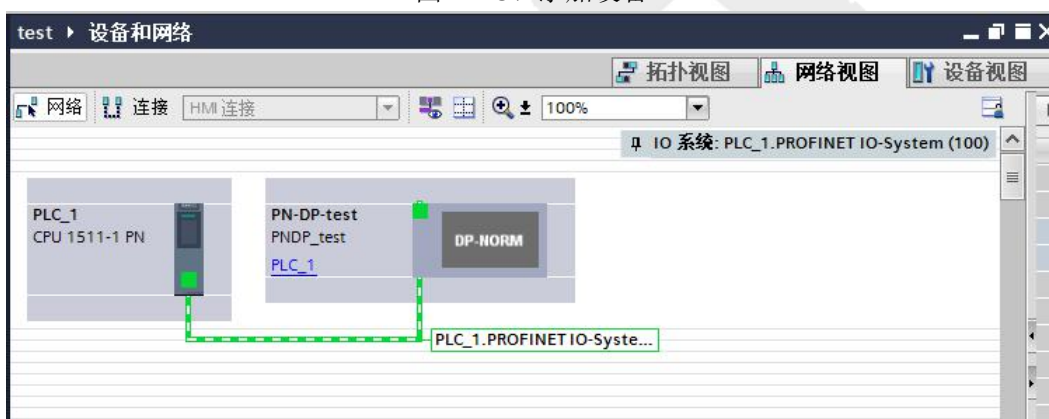 test ▸ 设备和网络
拓扑视图 网络视图 设备视图
网络 连接 HMI 连接 100%
IO 系统: PLC_1.PROFINET IO-System (100)
PLC_1
CPU 1511-1 PN
PN-DP-test
PNDP_test
PLC_1
DP-NORM
PLC_1.PROFINET IO-Syste...